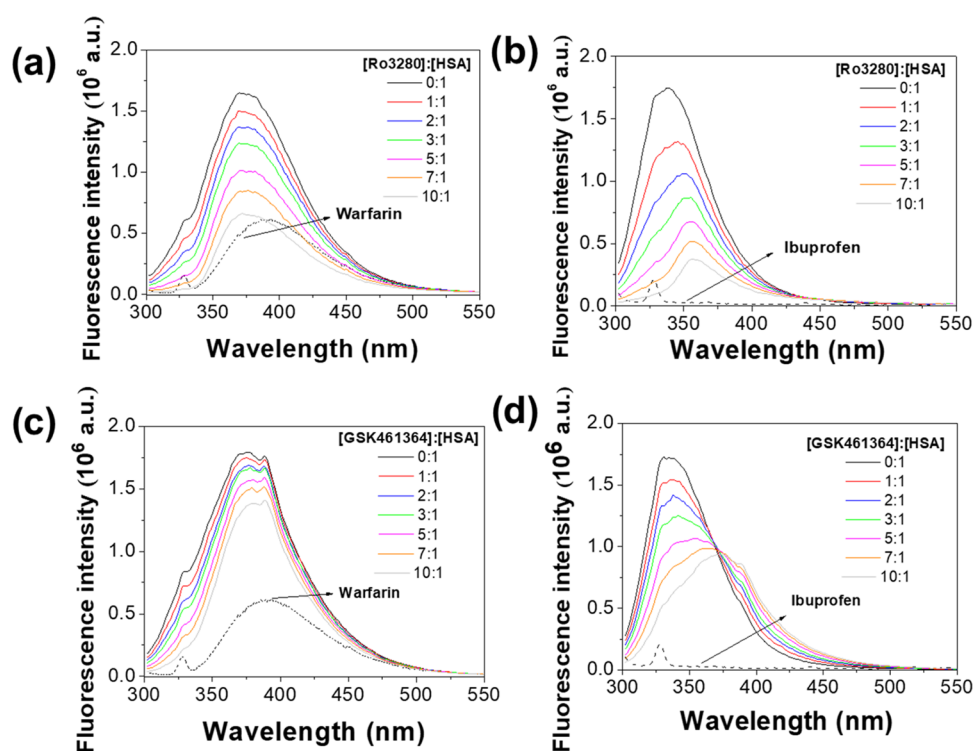 (a)
Fluorescence intensity (10⁶ a.u.)
2.0
1.5
1.0
0.5
0.0
[Ro3280]:[HSA]
0:1
1:1
2:1
3:1
5:1
7:1
10:1
Warfarin
300 350 400 450 500 550
Wavelength (nm)
(b)
Fluorescence intensity (10⁶ a.u.)
2.0
1.5
1.0
0.5
0.0
[Ro3280]:[HSA]
0:1
1:1
2:1
3:1
5:1
7:1
10:1
Ibuprofen
300 350 400 450 500 550
Wavelength (nm)
(c)
Fluorescence intensity (10⁶ a.u.)
2.0
1.5
1.0
0.5
0.0
[GSK461364]:[HSA]
0:1
1:1
2:1
3:1
5:1
7:1
10:1
Warfarin
300 350 400 450 500 550
Wavelength (nm)
(d)
Fluorescence intensity (10⁶ a.u.)
2.0
1.5
1.0
0.5
0.0
[GSK461364]:[HSA]
0:1
1:1
2:1
3:1
5:1
7:1
10:1
Ibuprofen
300 350 400 450 500 550
Wavelength (nm)